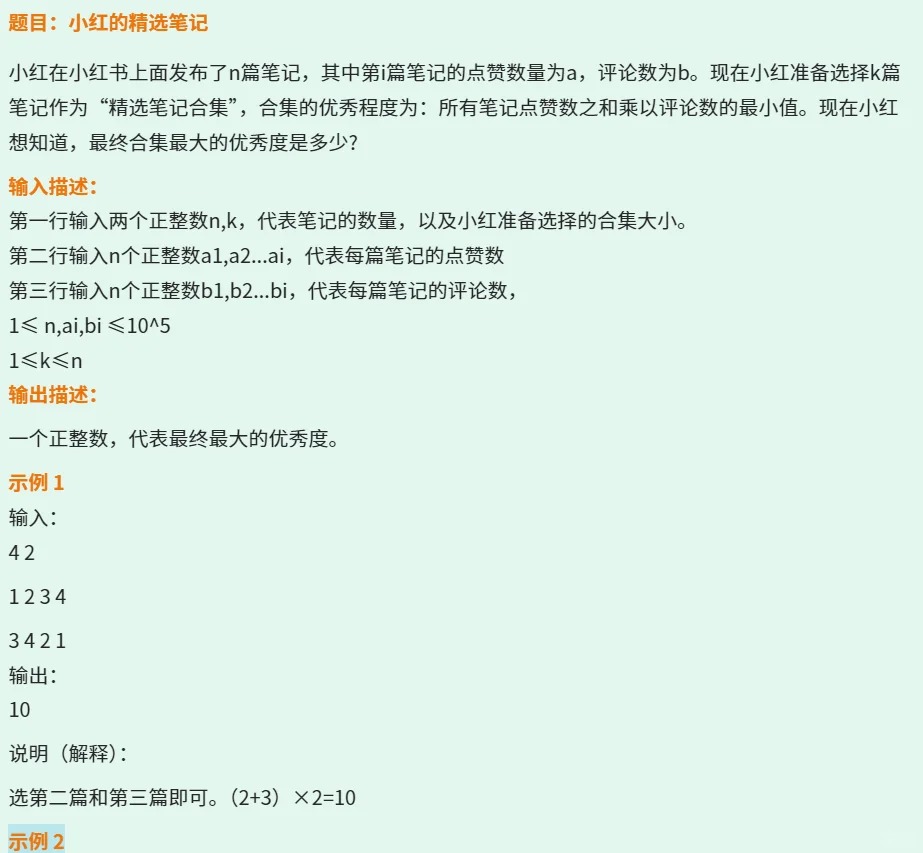 题目：小红的精选笔记
小红在小红书上面发布了n篇笔记，其中第i篇笔记的点赞数量为a，评论数为b。现在小红准备选择k篇
笔记作为“精选笔记合集”，合集的优秀程度为：所有笔记点赞数之和乘以评论数的最小值。现在小红
想知道，最终合集最大的优秀度是多少？
输入描述：
第一行输入两个正整数n,k，代表笔记的数量，以及小红准备选择的合集大小。
第二行输入n个正整数a1,a2...ai，代表每篇笔记的点赞数
第三行输入n个正整数b1,b2...bi，代表每篇笔记的评论数，
1≤ n,ai,bi ≤10^5
1≤k≤n
输出描述：
一个正整数，代表最终最大的优秀度。
示例 1
输入：
4 2
1 2 3 4
3 4 2 1
输出：
10
说明（解释）：
选第二篇和第三篇即可。（2+3）×2=10
示例 2